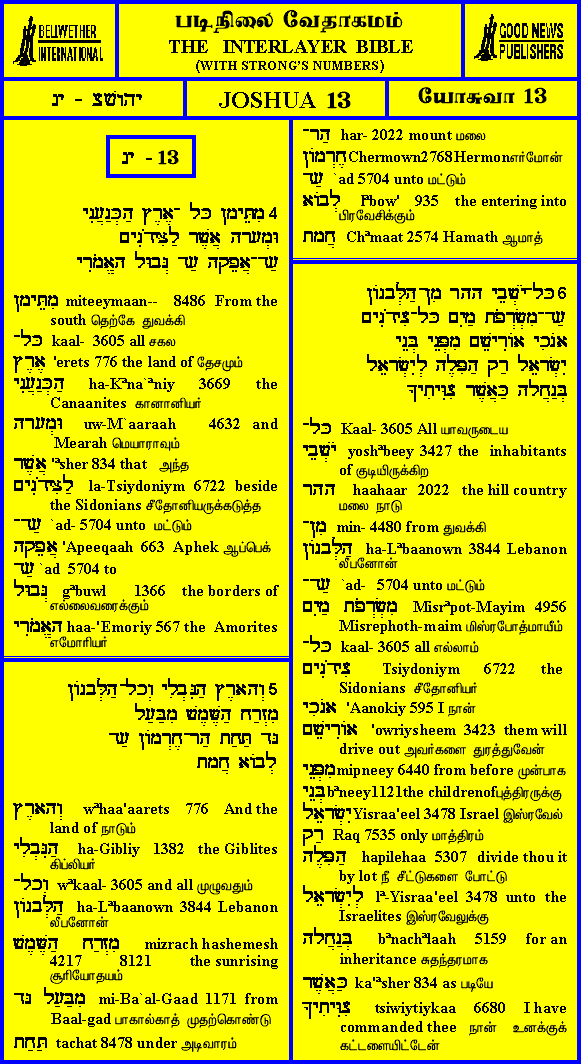 BELLWETHER
INTERNATIONAL
படிநிலை வேதாகமம்
THE INTERLAYER BIBLE
(WITH STRONG'S NUMBERS)
GOOD NEWS
PUBLISHERS
יהושצ - יג
JOSHUA 13
யோசுவா 13
יג - 13
4 מִתֵּימָן כָּל ־אֶרֶץ הַכְּנַעֲנִי
וּמְעָרה אֲשֶׁר לַצִּידֹנִים
עַד־אֲפֵקָה עַד גְּבוּל הָאֱמֹרִי
מִתֵּימָן miteeymaan-- 8486 From the
south தெற்கே துவக்கி
כָּל־ kaal- 3605 all சகல
אֶרֶץ 'erets 776 the land of தேசமும்
הַכְּנַעֲנִי ha-Kᵊna`ᵃniy 3669 the
Canaanites கானானியர்
וּמְעָרה uw-M`aaraah 4632 and
Mearah மெயாராவும்
אֲשֶׁר 'ᵃsher 834 that அந்த
לַצִּידֹנִים la-Tsiydoniym 6722 beside
the Sidonians சீதோனியருக்கடுத்த
עַד־ `ad- 5704 unto மட்டும்
אֲפֵקָה 'Apeeqaah 663 Aphek ஆப்பெக்
עַד `ad 5704 to
גְּבוּל gᵊbuwl 1366 the borders of
எல்லைவரைக்கும்
הָאֱמֹרִי haa-'Emoriy 567 the Amorites
எமோரியர்
5 וְהָאָרֶץ הַגִּבְלִי וְכָל־הַלְּבָנוֹן
מִזְרַח הַשֶּׁמֶשׁ מִבַּעַל
גָּד תַּחַת הַר־חֶרְמוֹן עַד
לְבוֹא חֲמָת
וְהָאָרֶץ wᵊhaa'aarets 776 And the
land of நாடும்
הַגִּבְלִי ha-Gibliy 1382 the Giblites
கிப்லியர்
וְכָל־ wᵊkaal- 3605 and all முழுவதும்
הַלְּבָנוֹן ha-Lᵊbaanown 3844 Lebanon
லீபனோன்
מִזְרַח הַשֶּׁמֶשׁ mizrach hashemesh
4217 8121 the sunrising
சூரியோதயம்
מִבַּעַל גָּד mi-Ba`al-Gaad 1171 from
Baal-gad பாகால்காத் முதற்கொண்டு
תַּחַת tachat 8478 under அடிவாரம்
הַר־ har- 2022 mount மலை
חֶרְמוֹן Chermown2768Hermonஎர்மோன்
עַד `ad 5704 unto மட்டும்
לְבוֹא lᵊbow' 935 the entering into
பிரவேசிக்கும்
חֲמָת Chᵃmaat 2574 Hamath ஆமாத்
6 כָּל־יֹשְׁבֵי הָהָר מִן־הַלְּבָנוֹן
עַד־מִשְׂרְפֹת מַיִם כָּל־צִידֹנִים
אָנֹכִי אוֹרִישֵׁם מִפְּנֵי בְּנֵי
יִשְׂרָאֵל רַק הַפִּלֶהָ לְיִשְׂרָאֵל
בְּנַחֲלָה כַּאֲשֶׁר צִוִּיתִיךָ
כָּל־ Kaal- 3605 All யாவருடைய
יֹשְׁבֵי yoshᵊbeey 3427 the inhabitants
of குடியிருக்கிற
הָהָר haahaar 2022 the hill country
மலை நாடு
מִן־ min- 4480 from துவக்கி
הַלְּבָנוֹן ha-Lᵊbaanown 3844 Lebanon
லீபனோன்
עַד־ `ad- 5704 unto மட்டும்
מִשְׂרְפֹת מַיִם Misrᵊpot-Mayim 4956
Misrephoth-maim மிஸ்ரபோத்மாயீம்
כָּל־ kaal- 3605 all எல்லாம்
צִידֹנִים Tsiydoniym 6722 the
Sidonians சீதோனியர்
אָנֹכִי 'Aanokiy 595 I நான்
אוֹרִישֵׁם 'owriysheem 3423 them will
drive out அவர்களை துரத்துவேன்
מִפְּנֵי mipneey 6440 from before முன்பாக
בְּנֵי bᵊneey1121the childrenofபுத்திரருக்கு
יִשְׂרָאֵל Yisraa'eel 3478 Israel இஸ்ரவேல்
רַק Raq 7535 only மாத்திரம்
הַפִּלֶהָ hapilehaa 5307 divide thou it
by lot நீ சீட்டுகளை போட்டு
לְיִשְׂרָאֵל lᵊ-Yisraa'eel 3478 unto the
Israelites இஸ்ரவேலுக்கு
בְּנַחֲלָה bᵊnachᵃlaah 5159 for an
inheritance சுதந்தரமாக
כַּאֲשֶׁר ka'ᵃsher 834 as படியே
צִוִּיתִיךָ tsiwiytiykaa 6680 I have
commanded thee நான் உனக்குக்
கட்டளையிட்டேன்